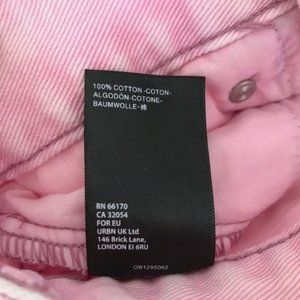 100% COTTON -COTON-
ALGODÓN-COTONE-
BAUMWOLLE-棉
RN 66170
CA 32054
FOR EU
URBN UK Ltd
146 Brick Lane,
LONDON E1 6RU
OB1295062